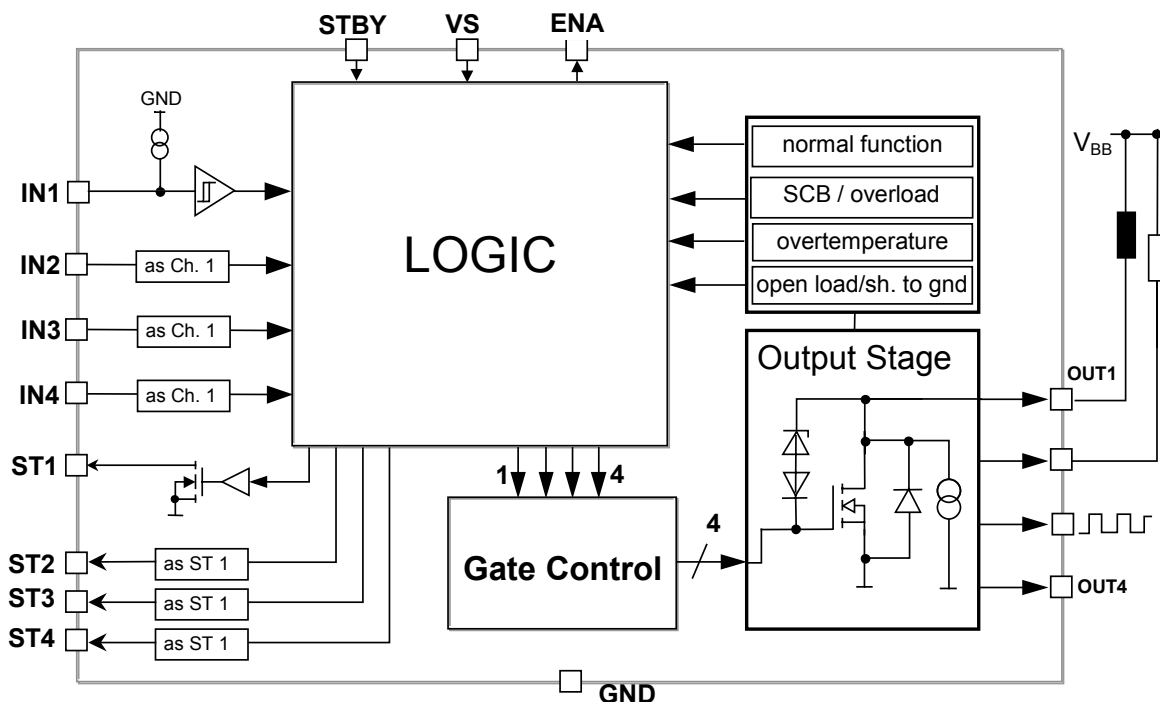 STBY VS ENA
GND
IN1
IN2
as Ch. 1
IN3
as Ch. 1
IN4
as Ch. 1
LOGIC
normal function
SCB / overload
overtemperature
open load/sh. to gnd
VBB
Output Stage
OUT1
OUT4
ST1
ST2
as ST 1
ST3
as ST 1
ST4
as ST 1
1
4
Gate Control
4
GND